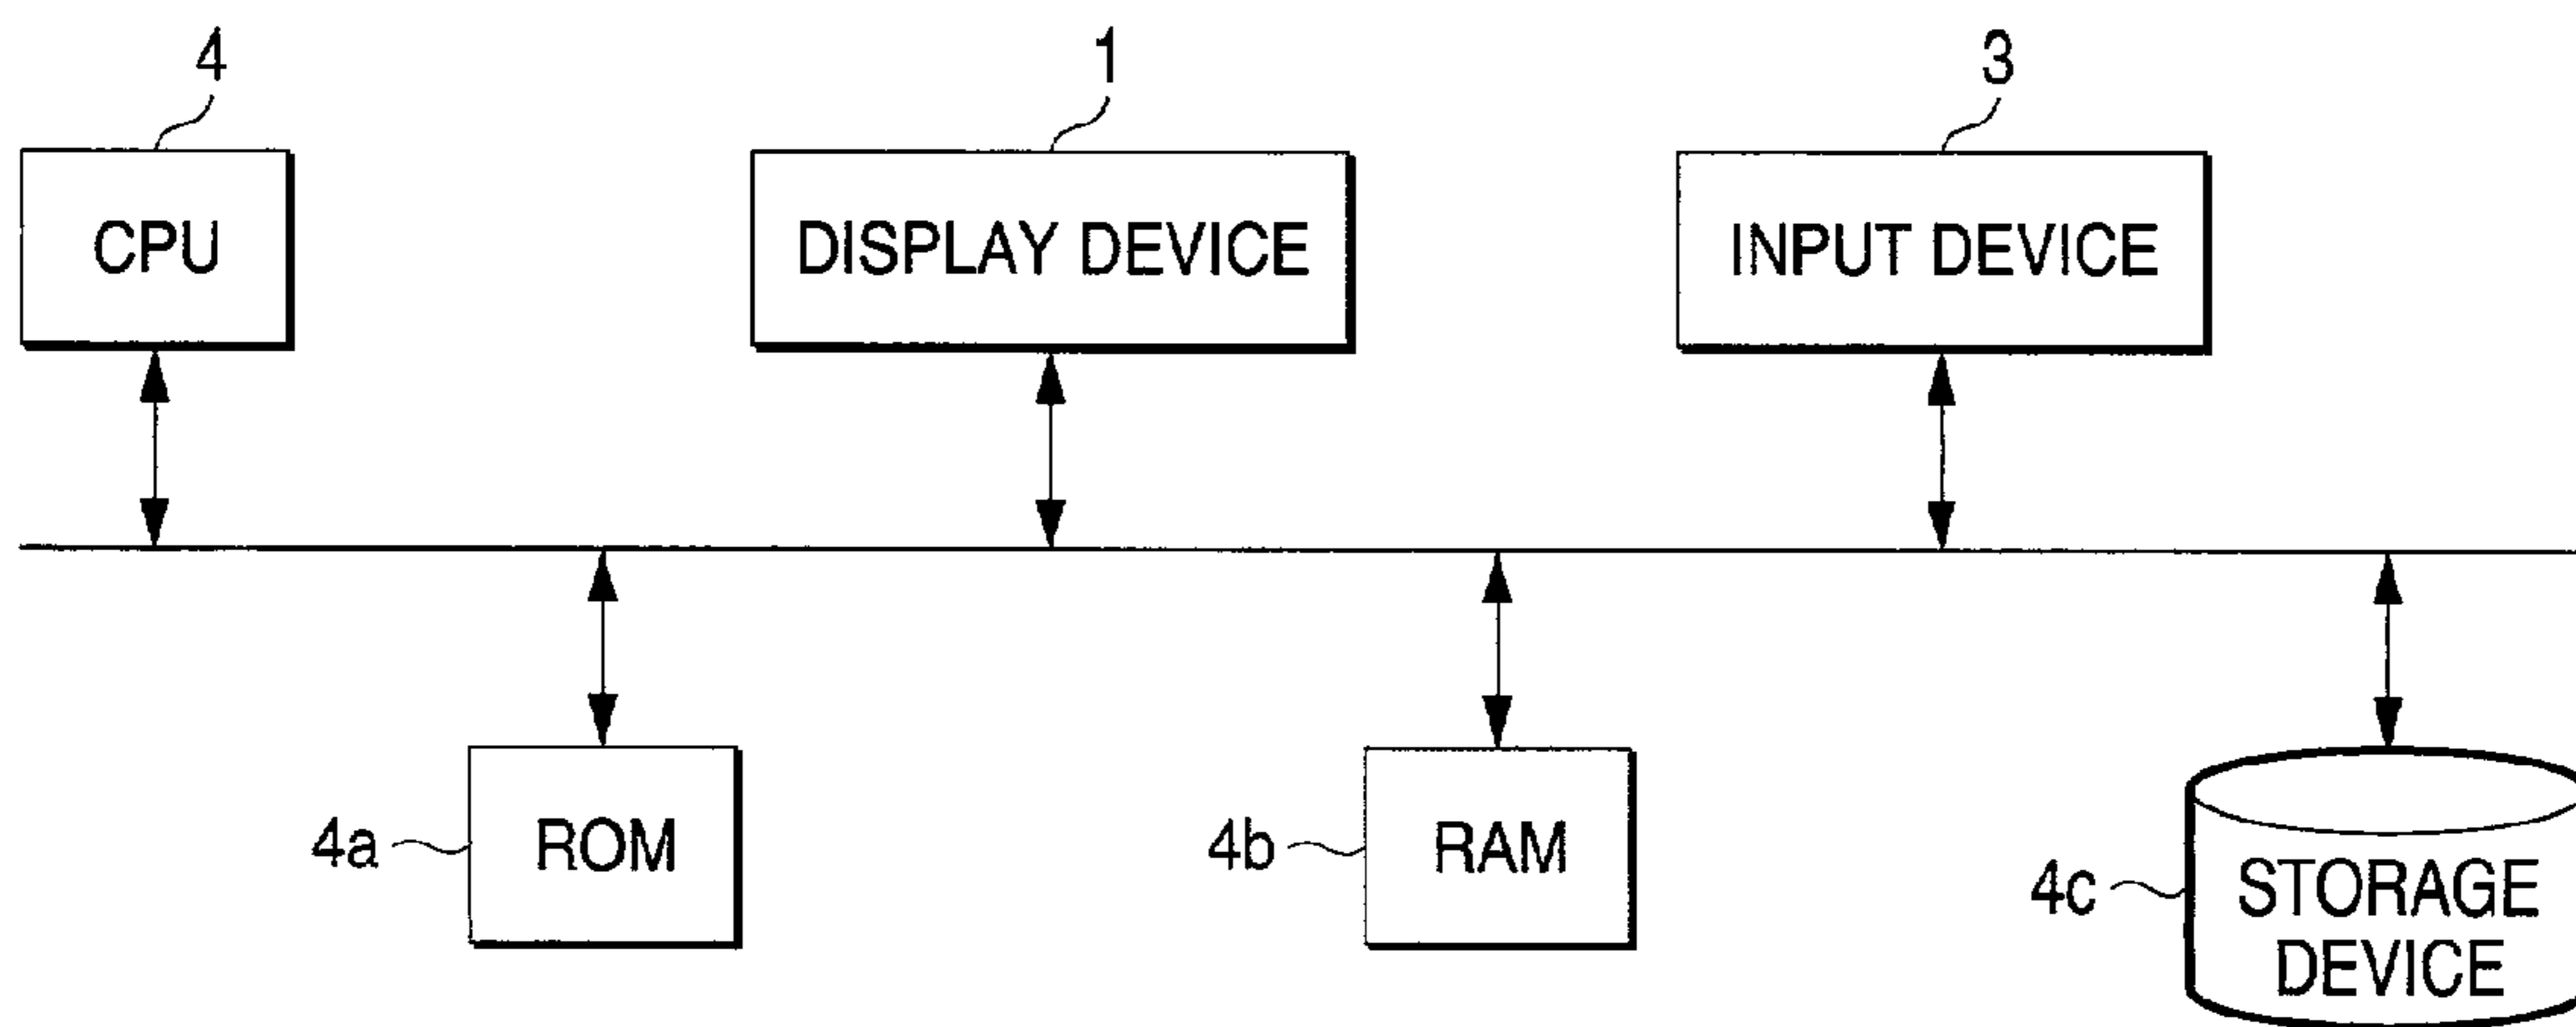 4
1
3
CPU
DISPLAY DEVICE
INPUT DEVICE
4a
ROM
4b
RAM
4c
STORAGE
DEVICE